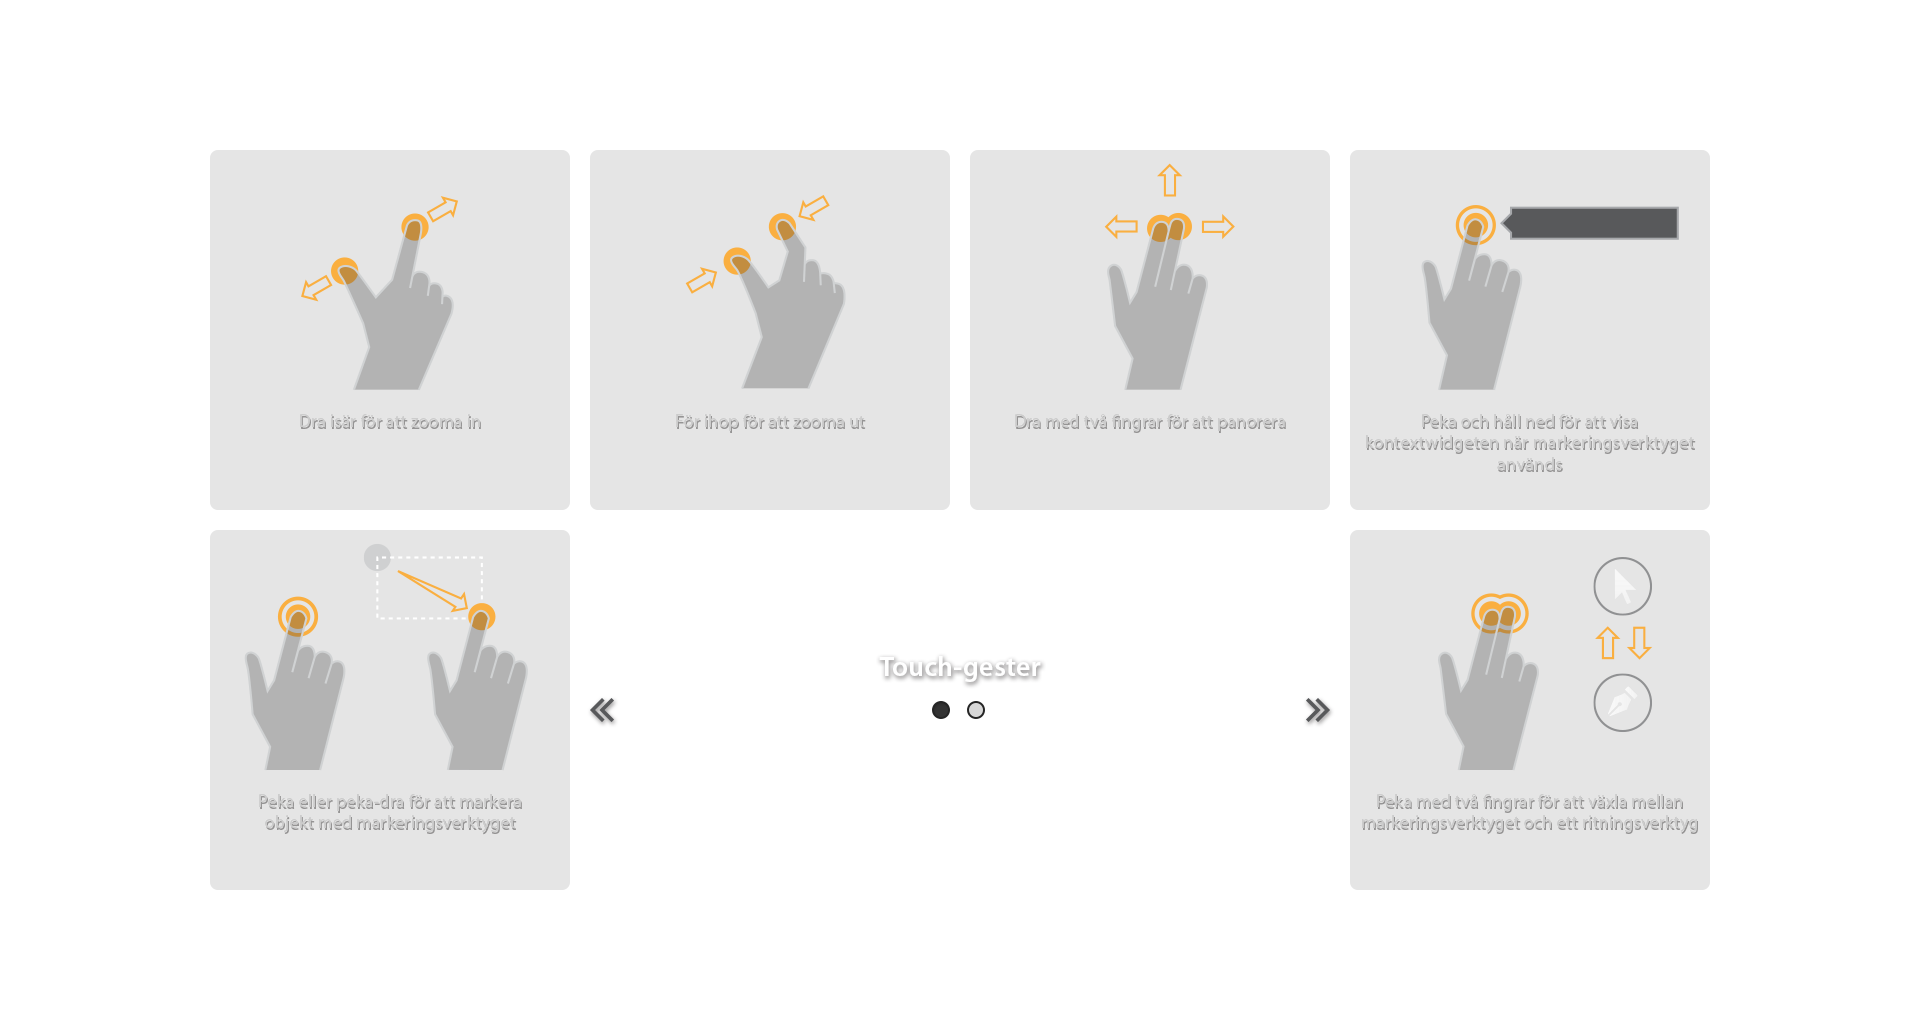 Dra isär för att zooma in
För ihop för att zooma ut
Dra med två fingrar för att panorera
Peka och håll ned för att visa
kontextwidgeten när markeringsverktyget
används
Peka eller peka-dra för att markera
objekt med markeringsverktyget
Touch-gester
Peka med två fingrar för att växla mellan
markeringsverktyget och ett ritningsverktyg